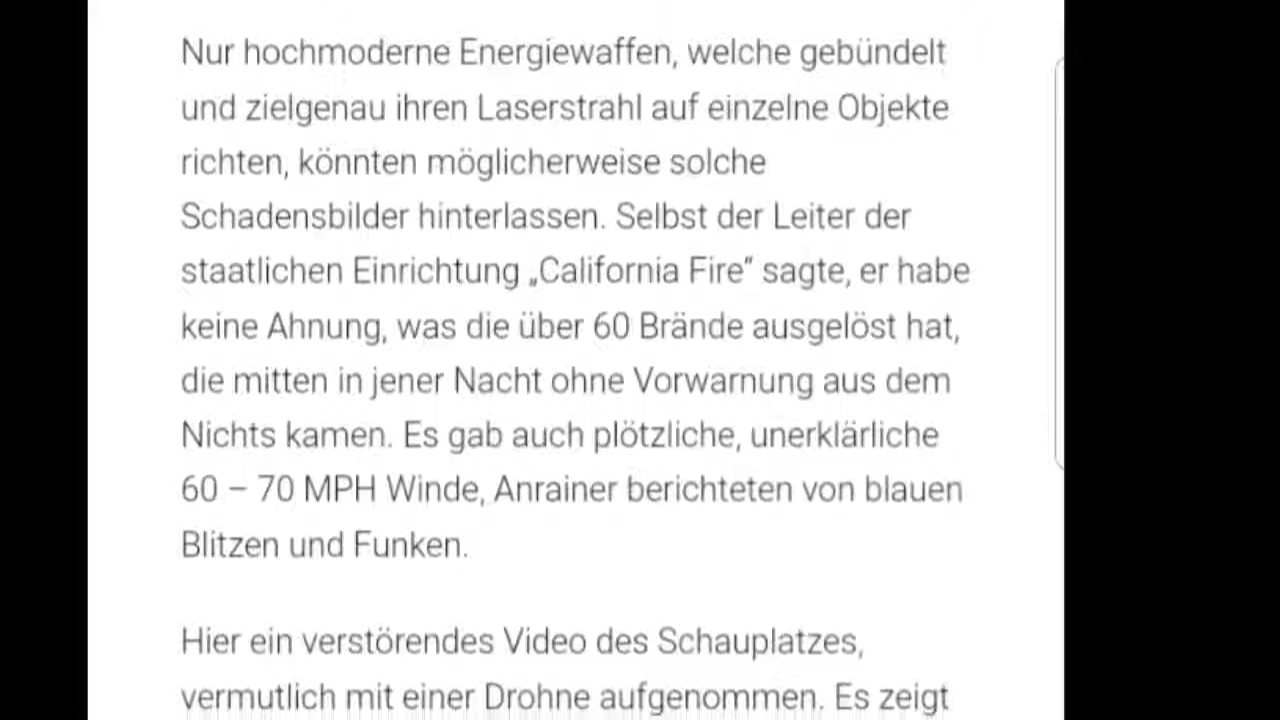 Nur hochmoderne Energiewaffen, welche gebündelt
und zielgenau ihren Laserstrahl auf einzelne Objekte
richten, könnten möglicherweise solche
Schadensbilder hinterlassen. Selbst der Leiter der
staatlichen Einrichtung „California Fire“ sagte, er habe
keine Ahnung, was die über 60 Brände ausgelöst hat,
die mitten in jener Nacht ohne Vorwarnung aus dem
Nichts kamen. Es gab auch plötzliche, unerklärliche
60 – 70 MPH Winde, Anrainer berichteten von blauen
Blitzen und Funken.
Hier ein verstörendes Video des Schauplatzes,
vermutlich mit einer Drohne aufgenommen. Es zeigt